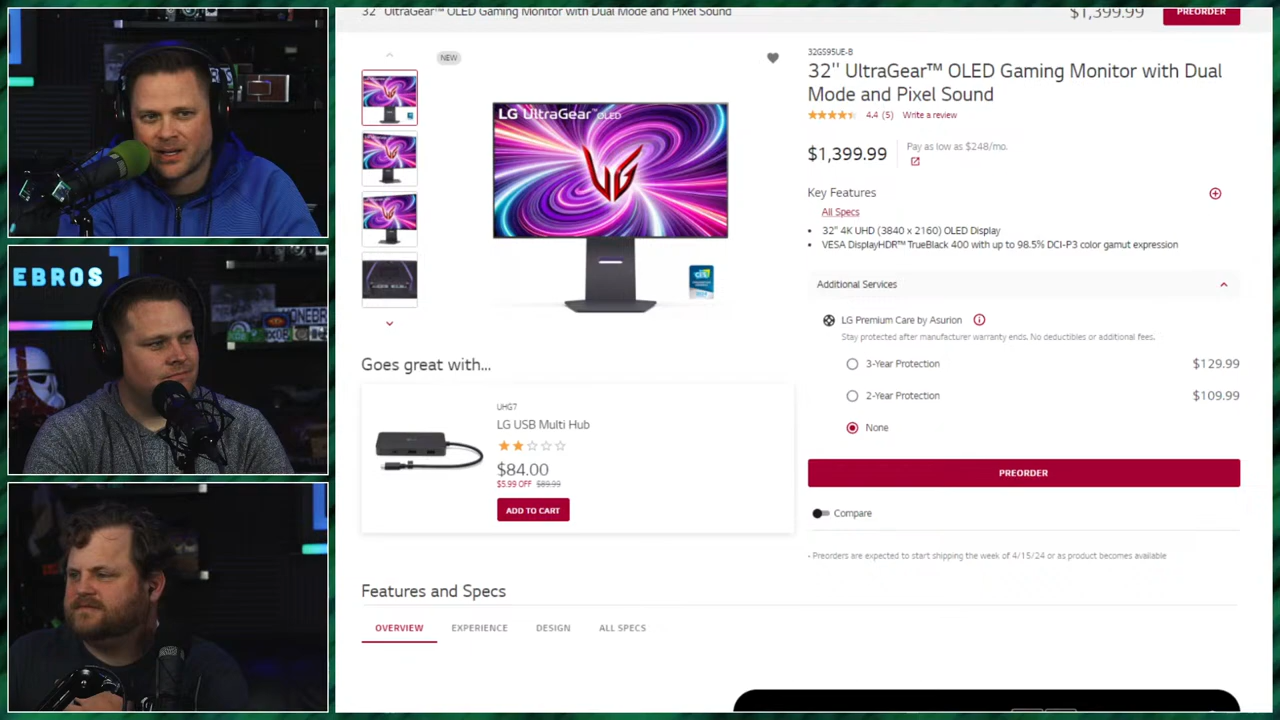 32" UltraGear™ OLED Gaming Monitor with Dual Mode and Pixel Sound
$1,399.99
PREORDER
NEW
LG UltraGear™ OLED
32GS95UE-B
32'' UltraGear™ OLED Gaming Monitor with Dual
Mode and Pixel Sound
4.4 (5) Write a review
$1,399.99
Pay as low as $248/mo.
Key Features
All Specs
• 32" 4K UHD (3840 x 2160) OLED Display
• VESA DisplayHDR™ TrueBlack 400 with up to 98.5% DCI-P3 color gamut expression
Additional Services
LG Premium Care by Asurion
Stay protected after manufacturer warranty ends. No deductibles or additional fees.
3-Year Protection $129.99
2-Year Protection $109.99
None
PREORDER
Compare
• Preorders are expected to start shipping the week of 4/15/24 or as product becomes available
Goes great with...
UHG7
LG USB Multi Hub
$84.00
$5.99 OFF $89.99
ADD TO CART
Features and Specs
OVERVIEW EXPERIENCE DESIGN ALL SPECS
EBROS